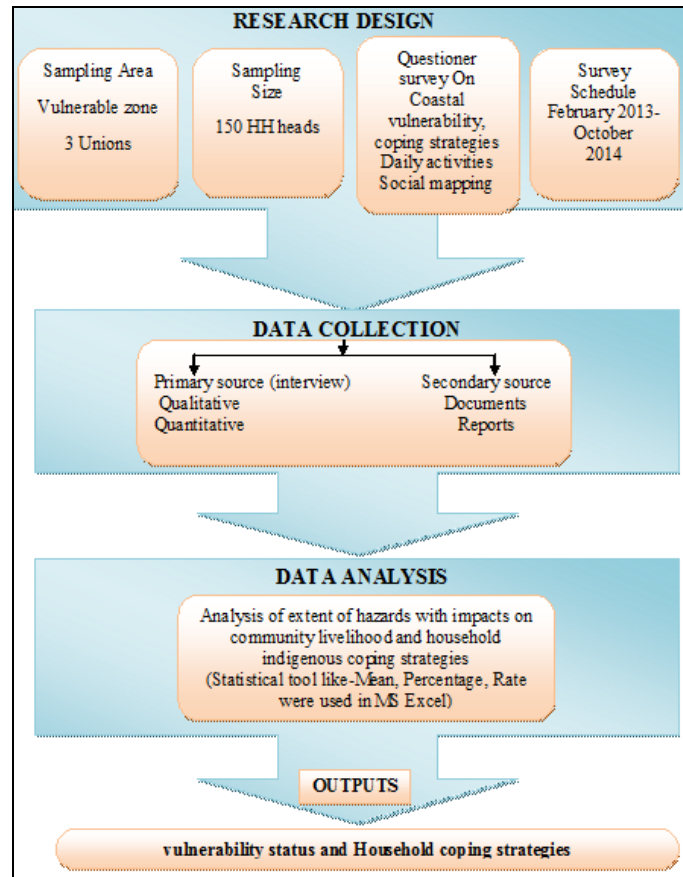 RESEARCH DESIGN
Sampling Area
Vulnerable zone
3 Unions
Sampling
Size
150 HH heads
Questioner
survey On
Coastal
vulnerability,
coping strategies
Daily activities
Social mapping
Survey
Schedule
February 2013-
October
2014
DATA COLLECTION
Primary source (interview)
Qualitative
Quantitative
Secondary source
Documents
Reports
DATA ANALYSIS
Analysis of extent of hazards with impacts on
community livelihood and household
indigenous coping strategies
(Statistical tool like-Mean, Percentage, Rate
were used in MS Excel)
OUTPUTS
vulnerability status and Household coping strategies